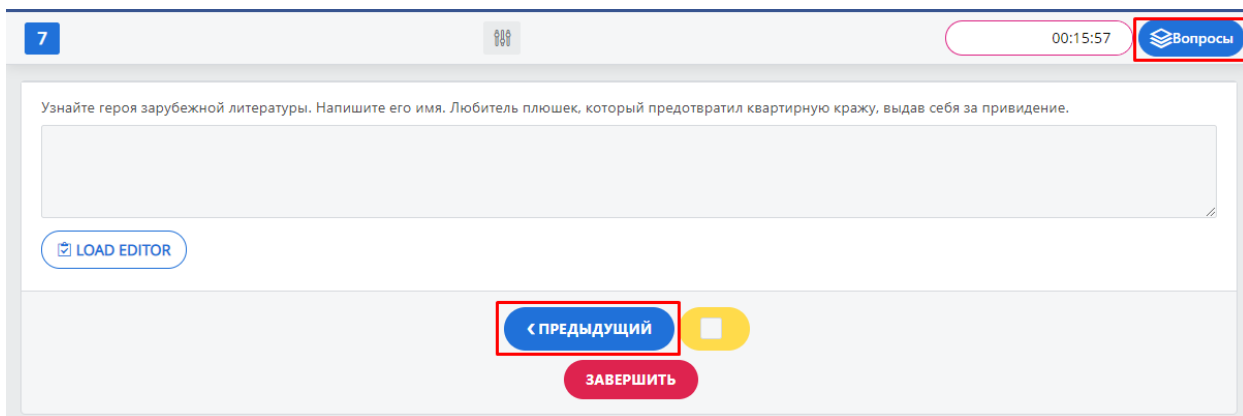 7
00:15:57
Вопросы
Узнайте героя зарубежной литературы. Напишите его имя. Любитель плюшек, который предотвратил квартирную кражу, выдав себя за привидение.
LOAD EDITOR
ПРЕДЫДУЩИЙ
ЗАВЕРШИТЬ